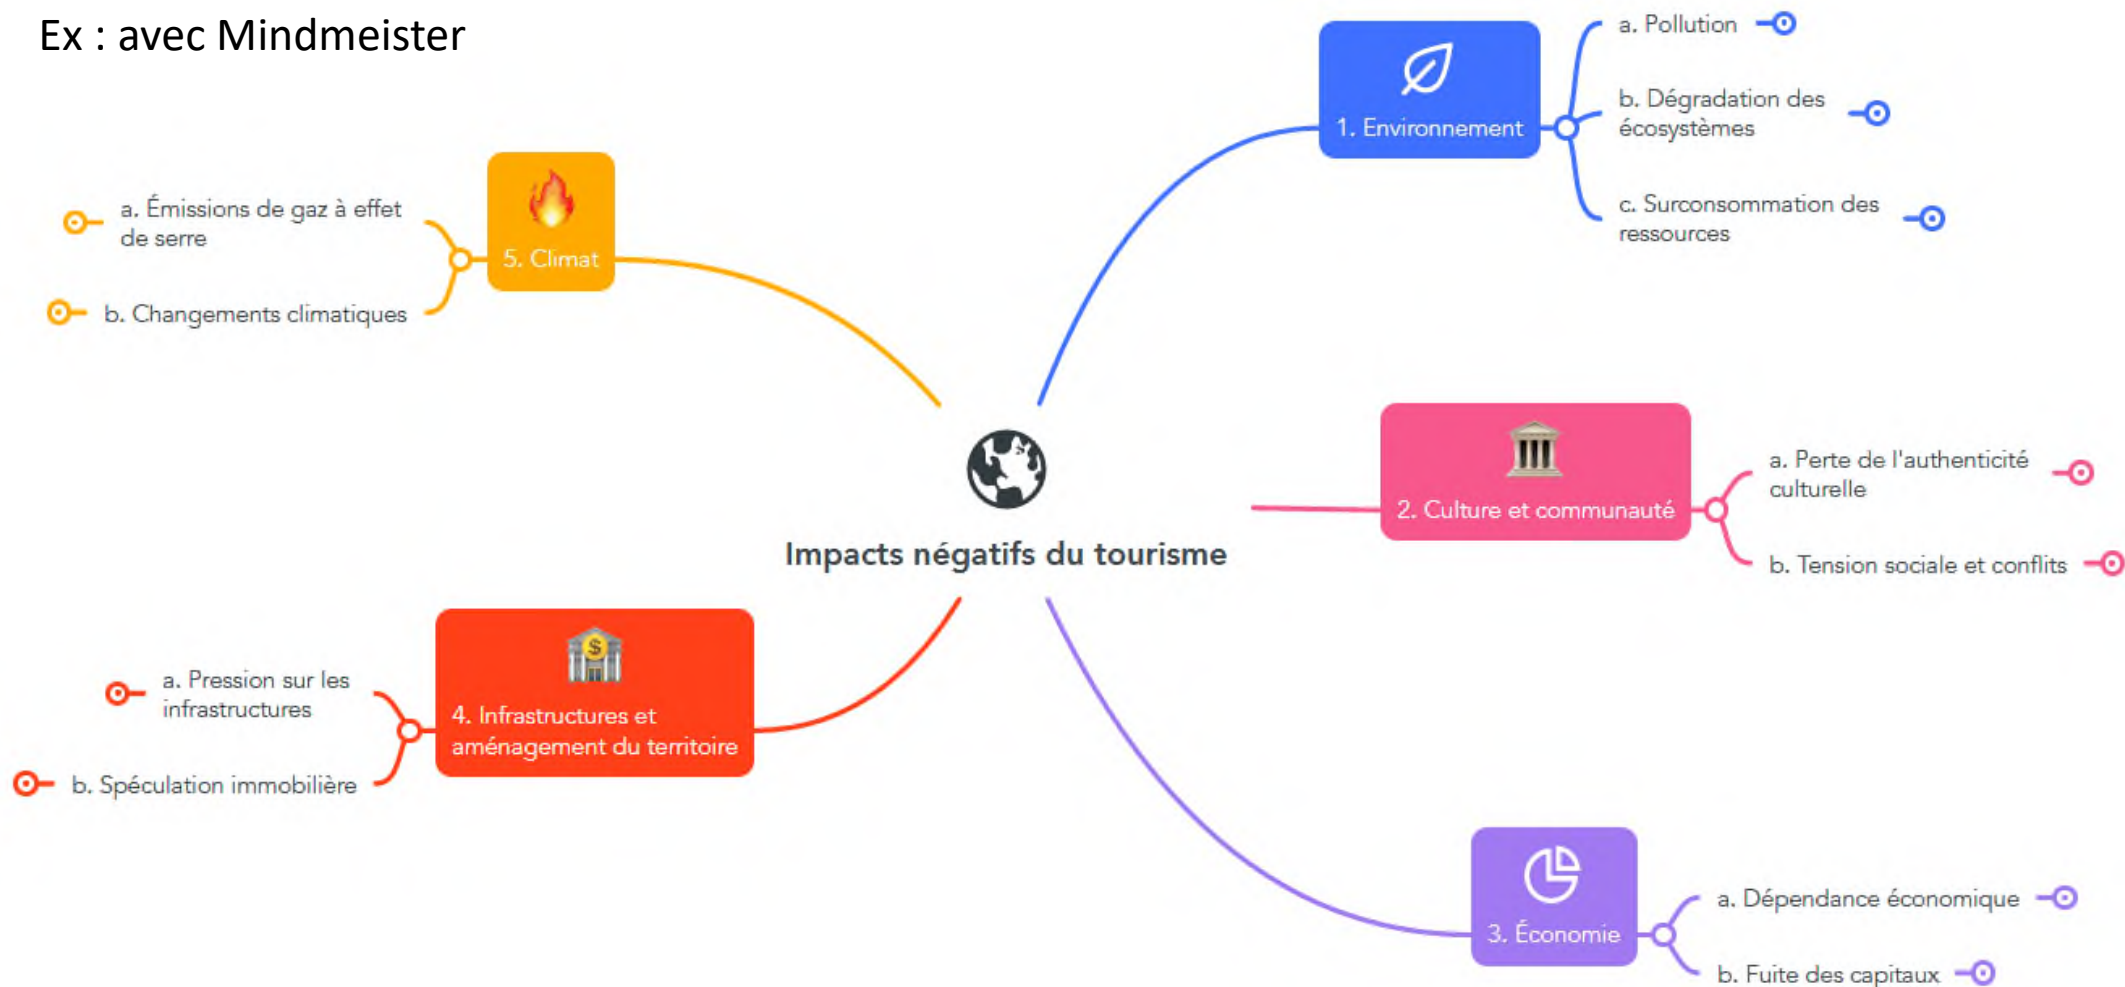 Ex : avec Mindmeister
1. Environnement
a. Pollution
b. Dégradation des
écosystèmes
c. Surconsommation des
ressources
5. Climat
a. Émissions de gaz à effet
de serre
b. Changements climatiques
Impacts négatifs du tourisme
2. Culture et communauté
a. Perte de l'authenticité
culturelle
b. Tension sociale et conflits
4. Infrastructures et
aménagement du territoire
a. Pression sur les
infrastructures
b. Spéculation immobilière
3. Économie
a. Dépendance économique
b. Fuite des capitaux